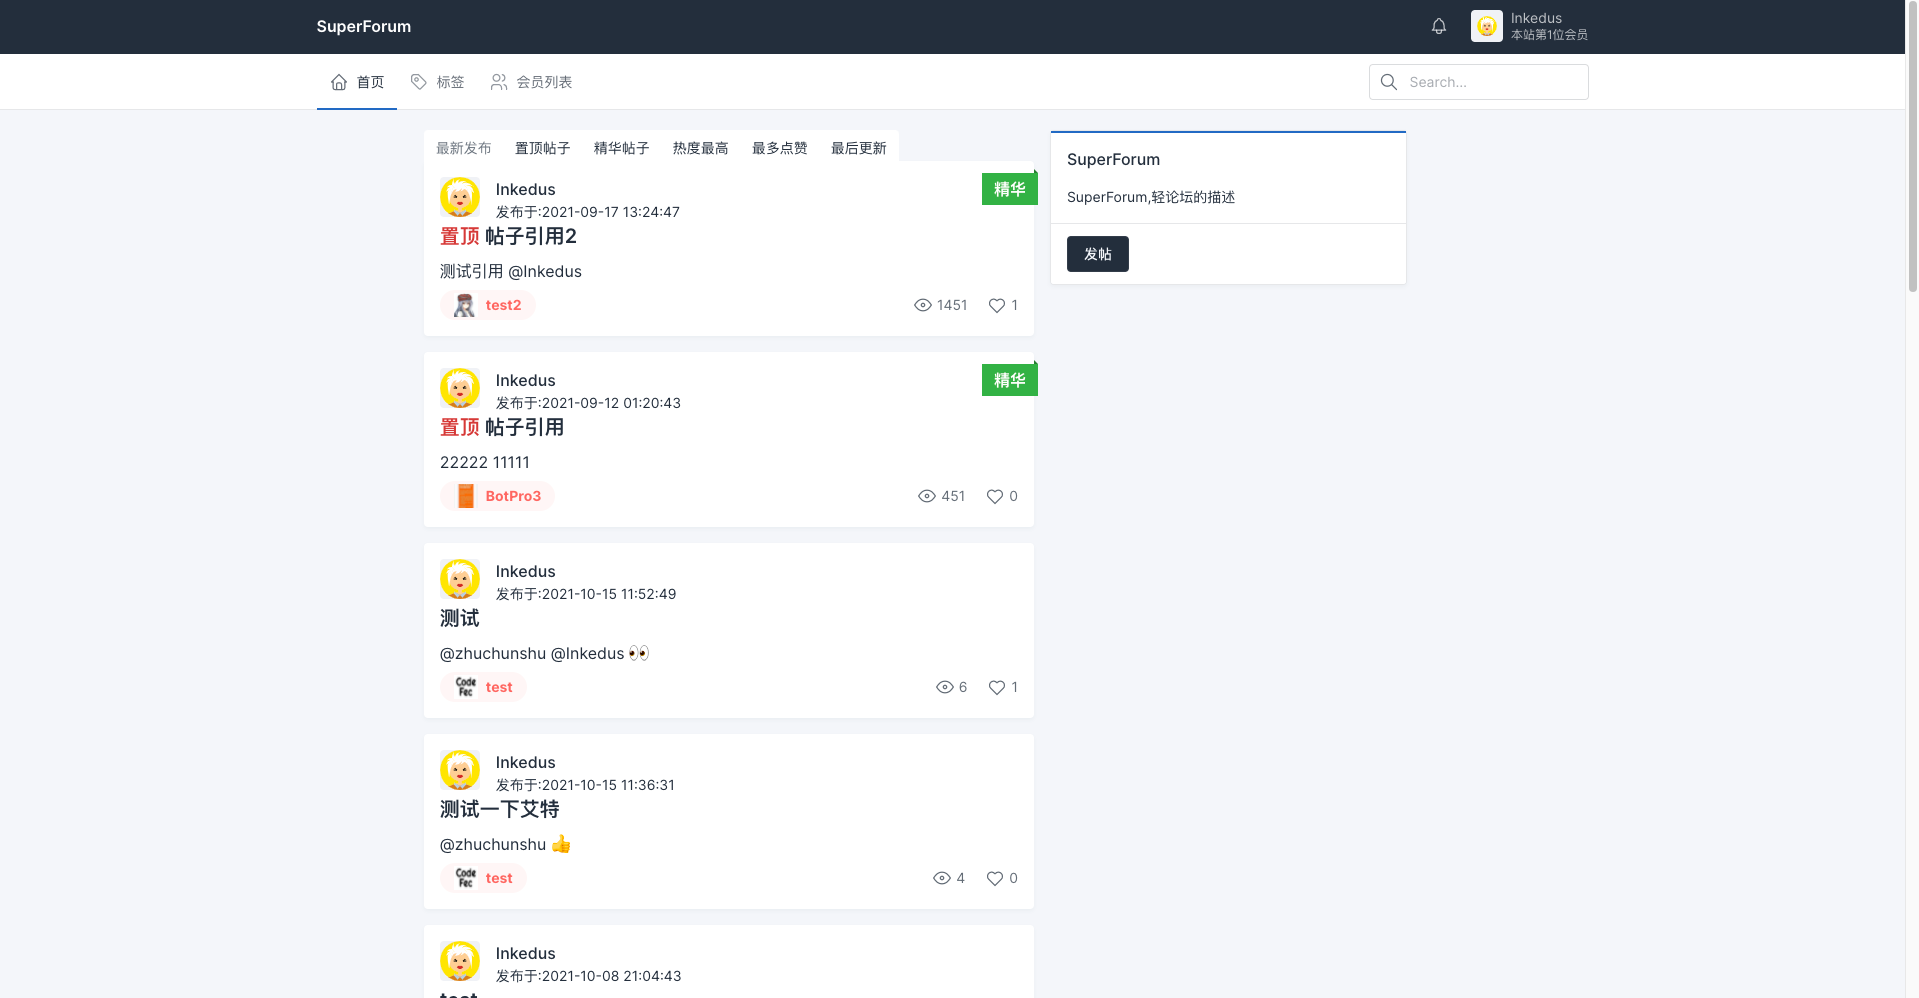 SuperForum
Inkedus
本站第1位会员
首页 标签 会员列表 Search…
最新发布 置顶帖子 精华帖子 热度最高 最多点赞 最后更新
Inkedus
精华
发布于:2021-09-17 13:24:47
置顶 帖子引用2
测试引用 @Inkedus
test2 1451 1
Inkedus
精华
发布于:2021-09-12 01:20:43
置顶 帖子引用
22222 11111
BotPro3 451 0
Inkedus
发布于:2021-10-15 11:52:49
测试
@zhuchunshu @Inkedus 👀
Code
Fec
test 6 1
Inkedus
发布于:2021-10-15 11:36:31
测试一下艾特
@zhuchunshu 👍
Code
Fec
test 4 0
Inkedus
发布于:2021-10-08 21:04:43
test
SuperForum
SuperForum,轻论坛的描述
发帖